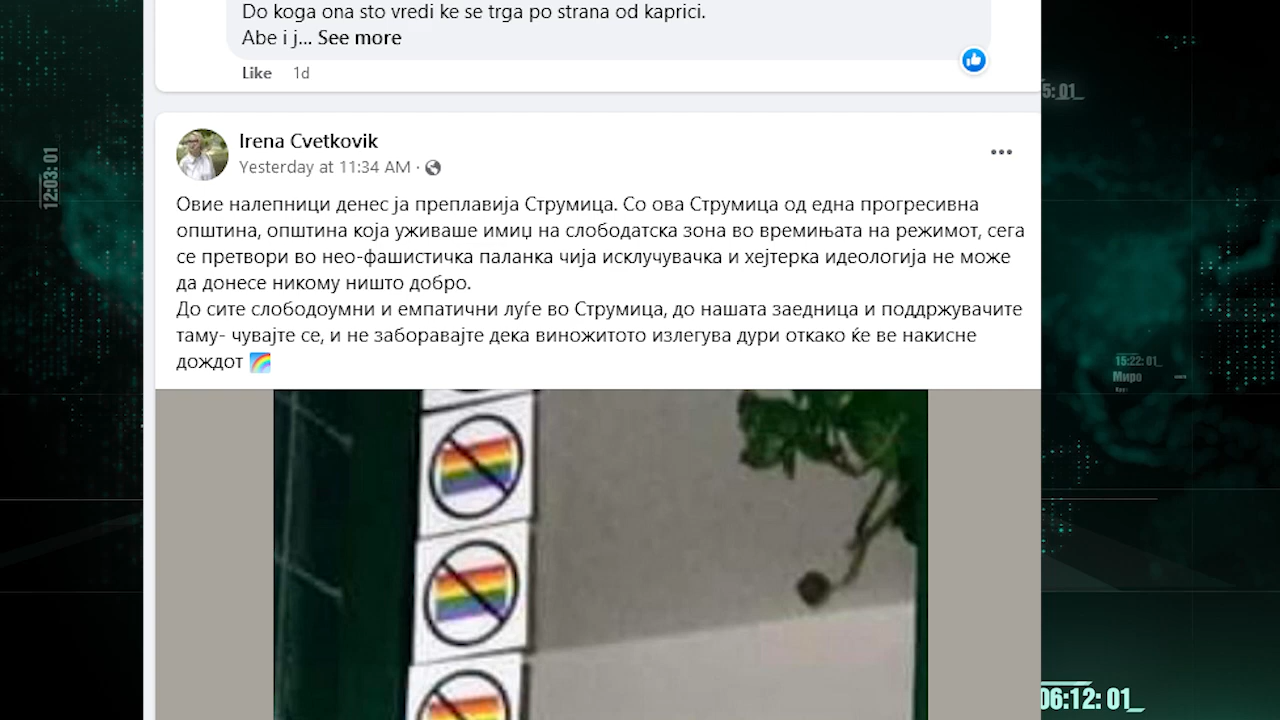 Do koga ona sto vredi ke se trga po strana od kaprici.
Abe i j... See more
Like 1d
5:01_
12:03:01
Irena Cvetkovik
Yesterday at 11:34 AM ·
Овие налепници денес ја преплавија Струмица. Со ова Струмица од една прогресивна
општина, општина која уживаше имиџ на слободатска зона во времињата на режимот, сега
се претвори во нео-фашистичка паланка чија исклучувачка и хејтерка идеологија не може
да донесе никому ништо добро.
До сите слободоумни и емпатични луѓе во Струмица, до нашата заедница и поддржувачите
таму- чувајте се, и не заборавајте дека виножитото излегува дури откако ќе ве накисне
дождот 🌈
15:22:01_
Мире
06:12:01_